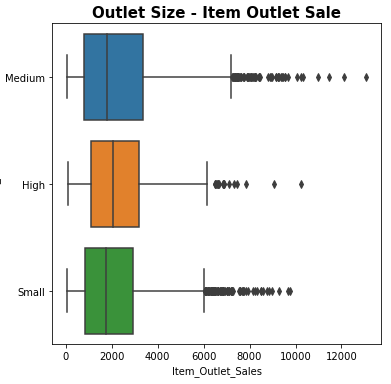 Outlet Size - Item Outlet Sale
Medium
High
Small
0 2000 4000 6000 8000 10000 12000
Item_Outlet_Sales